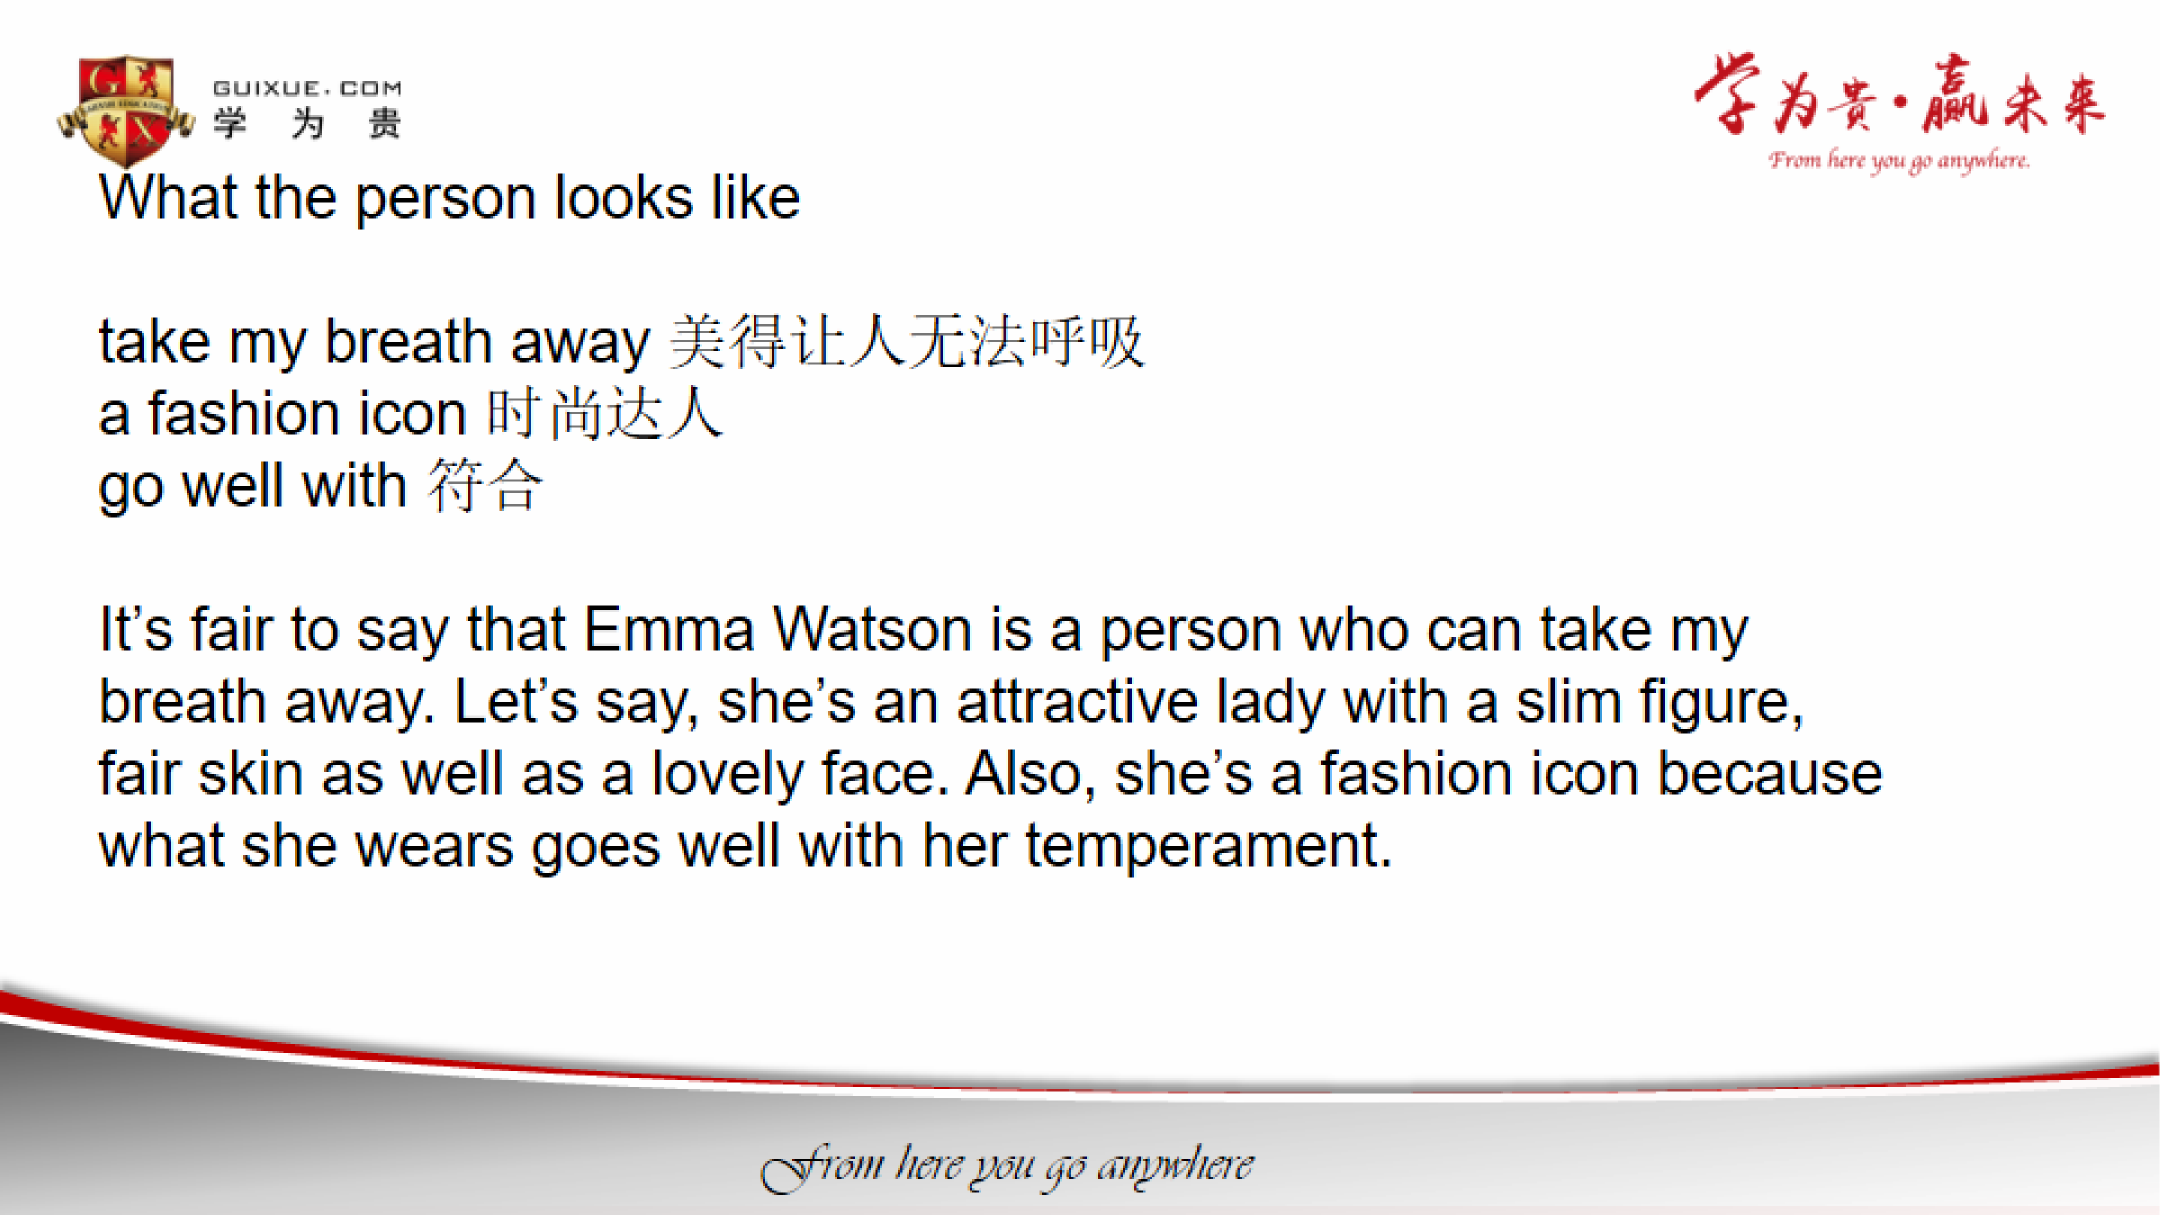 GUIXUE.COM
学为贵
学为贵·赢未来
From here you go anywhere.
What the person looks like
take my breath away 美得让人无法呼吸
a fashion icon 时尚达人
go well with 符合
It’s fair to say that Emma Watson is a person who can take my
breath away. Let’s say, she’s an attractive lady with a slim figure,
fair skin as well as a lovely face. Also, she’s a fashion icon because
what she wears goes well with her temperament.
From here you go anywhere